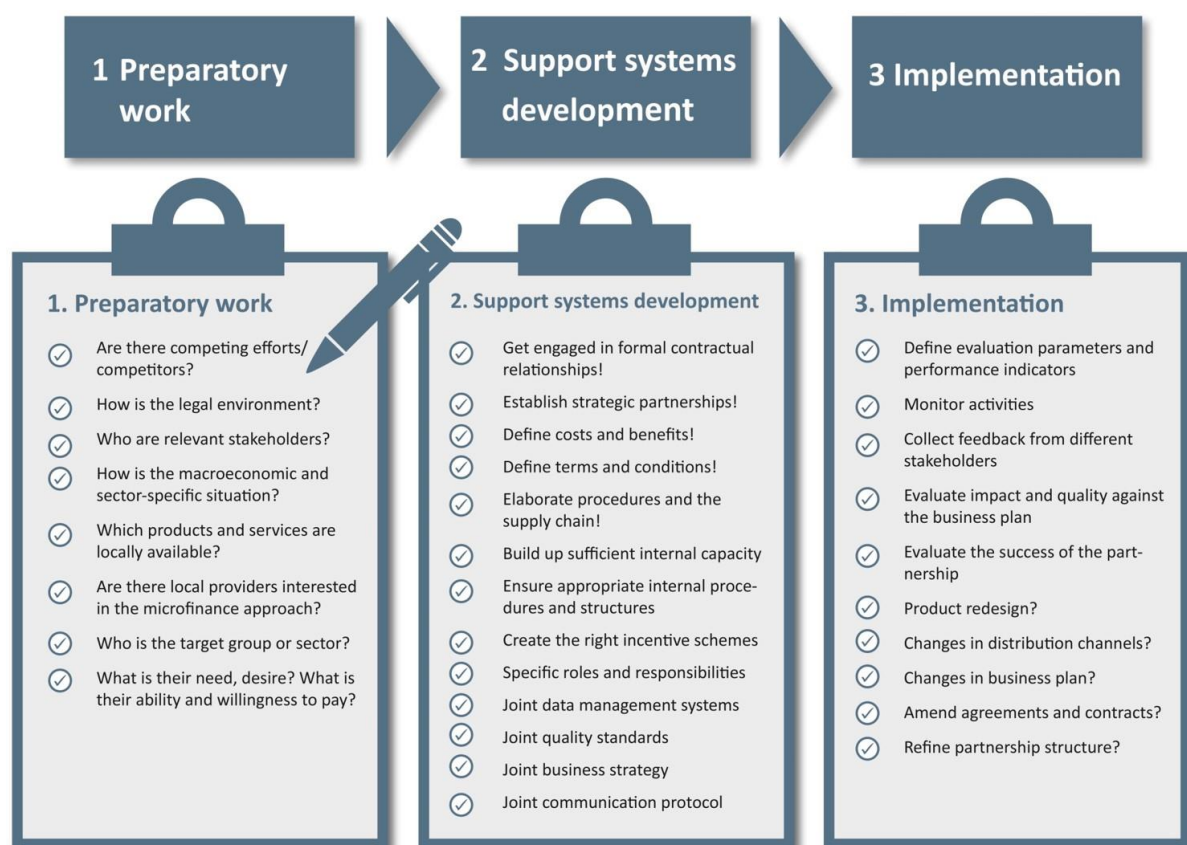 1 Preparatory
work
2 Support systems
development
3 Implementation
1. Preparatory work
Are there competing efforts/
competitors?
How is the legal environment?
Who are relevant stakeholders?
How is the macroeconomic and
sector-specific situation?
Which products and services are
locally available?
Are there local providers interested
in the microfinance approach?
Who is the target group or sector?
What is their need, desire? What is
their ability and willingness to pay?
2. Support systems development
Get engaged in formal contractual
relationships!
Establish strategic partnerships!
Define costs and benefits!
Define terms and conditions!
Elaborate procedures and the
supply chain!
Build up sufficient internal capacity
Ensure appropriate internal proce-
dures and structures
Create the right incentive schemes
Specific roles and responsibilities
Joint data management systems
Joint quality standards
Joint business strategy
Joint communication protocol
3. Implementation
Define evaluation parameters and
performance indicators
Monitor activities
Collect feedback from different
stakeholders
Evaluate impact and quality against
the business plan
Evaluate the success of the part-
nership
Product redesign?
Changes in distribution channels?
Changes in business plan?
Amend agreements and contracts?
Refine partnership structure?